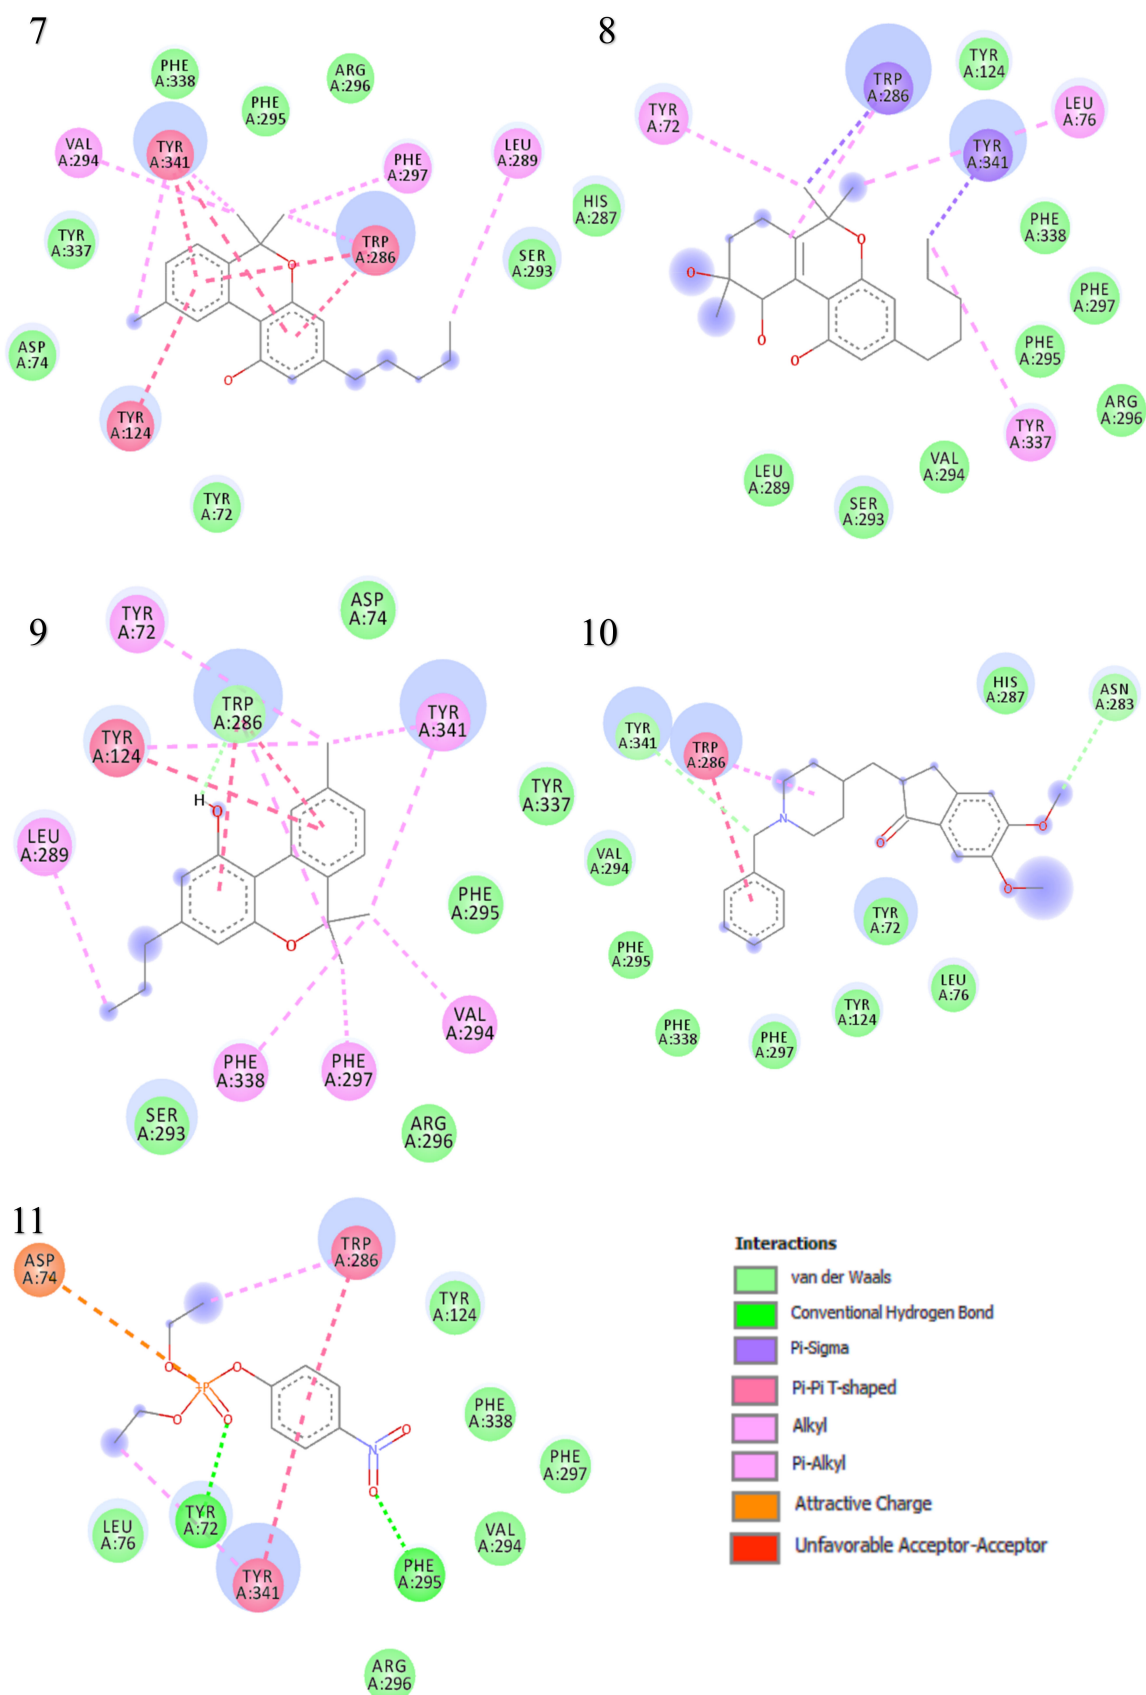 7
PHE
A:338
ARG
A:296
PHE
A:295
VAL
A:294
TYR
A:341
PHE
A:297
LEU
A:289
TYR
A:337
TRP
A:286
SER
A:293
O
ASP
A:74
O
TYR
A:124
TYR
A:72
8
TRP
A:286
TYR
A:124
TYR
A:72
LEU
A:76
TYR
A:341
HIS
A:287
PHE
A:338
O
O
PHE
A:297
O
O
PHE
A:295
ARG
A:296
TYR
A:337
VAL
A:294
LEU
A:289
SER
A:293
9
TYR
A:72
ASP
A:74
TRP
A:286
TYR
A:341
TYR
A:124
TYR
A:337
H
O
LEU
A:289
PHE
A:295
O
VAL
A:294
PHE
A:338
PHE
A:297
SER
A:293
ARG
A:296
10
HIS
A:287
ASN
A:283
TYR
A:341
TRP
A:286
N
O
O
O
VAL
A:294
TYR
A:72
PHE
A:295
LEU
A:76
TYR
A:124
PHE
A:338
PHE
A:297
11
ASP
A:74
TRP
A:286
TYR
A:124
O
O
+P
O
O
N
O
O
PHE
A:338
PHE
A:297
LEU
A:76
TYR
A:72
VAL
A:294
TYR
A:341
PHE
A:295
ARG
A:296
Interactions
van der Waals
Conventional Hydrogen Bond
Pi-Sigma
Pi-Pi T-shaped
Alkyl
Pi-Alkyl
Attractive Charge
Unfavorable Acceptor-Acceptor